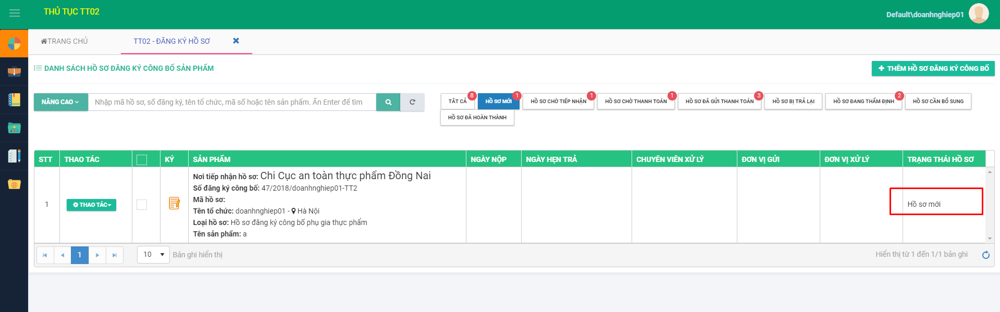 THỦ TỤC TT02
Default\doanhnghiep01
TRANG CHỦ
TT02 - ĐĂNG KÝ HỒ SƠ
DANH SÁCH HỒ SƠ ĐĂNG KÝ CÔNG BỐ SẢN PHẨM
THÊM HỒ SƠ ĐĂNG KÝ CÔNG BỐ
NÂNG CAO
Nhập mã hồ sơ, số đăng ký, tên tổ chức, mã số hoặc tên sản phẩm. Ấn Enter để tìm
TẤT CẢ 8
HỒ SƠ MỚI 1
HỒ SƠ CHỜ TIẾP NHẬN 1
HỒ SƠ CHỜ THANH TOÁN 1
HỒ SƠ ĐÃ GỬI THANH TOÁN 3
HỒ SƠ BỊ TRẢ LẠI
HỒ SƠ ĐANG THẨM ĐỊNH 2
HỒ SƠ CẦN BỔ SUNG
HỒ SƠ ĐÃ HOÀN THÀNH
STT THAO TÁC KÝ SẢN PHẨM NGÀY NỘP NGÀY HẸN TRẢ CHUYÊN VIÊN XỬ LÝ ĐƠN VỊ GỬI ĐƠN VỊ XỬ LÝ TRẠNG THÁI HỒ SƠ
1
THAO TÁC
Nơi tiếp nhận hồ sơ: Chi Cục an toàn thực phẩm Đồng Nai
Số đăng ký công bố: 47/2018/doanhnghiep01-TT2
Mã hồ sơ:
Tên tổ chức: doanhnghiep01 - Hà Nội
Loại hồ sơ: Hồ sơ đăng ký công bố phụ gia thực phẩm
Tên sản phẩm: a
Hồ sơ mới
1
10 Bản ghi hiển thị
Hiển thị từ 1 đến 1/1 bản ghi